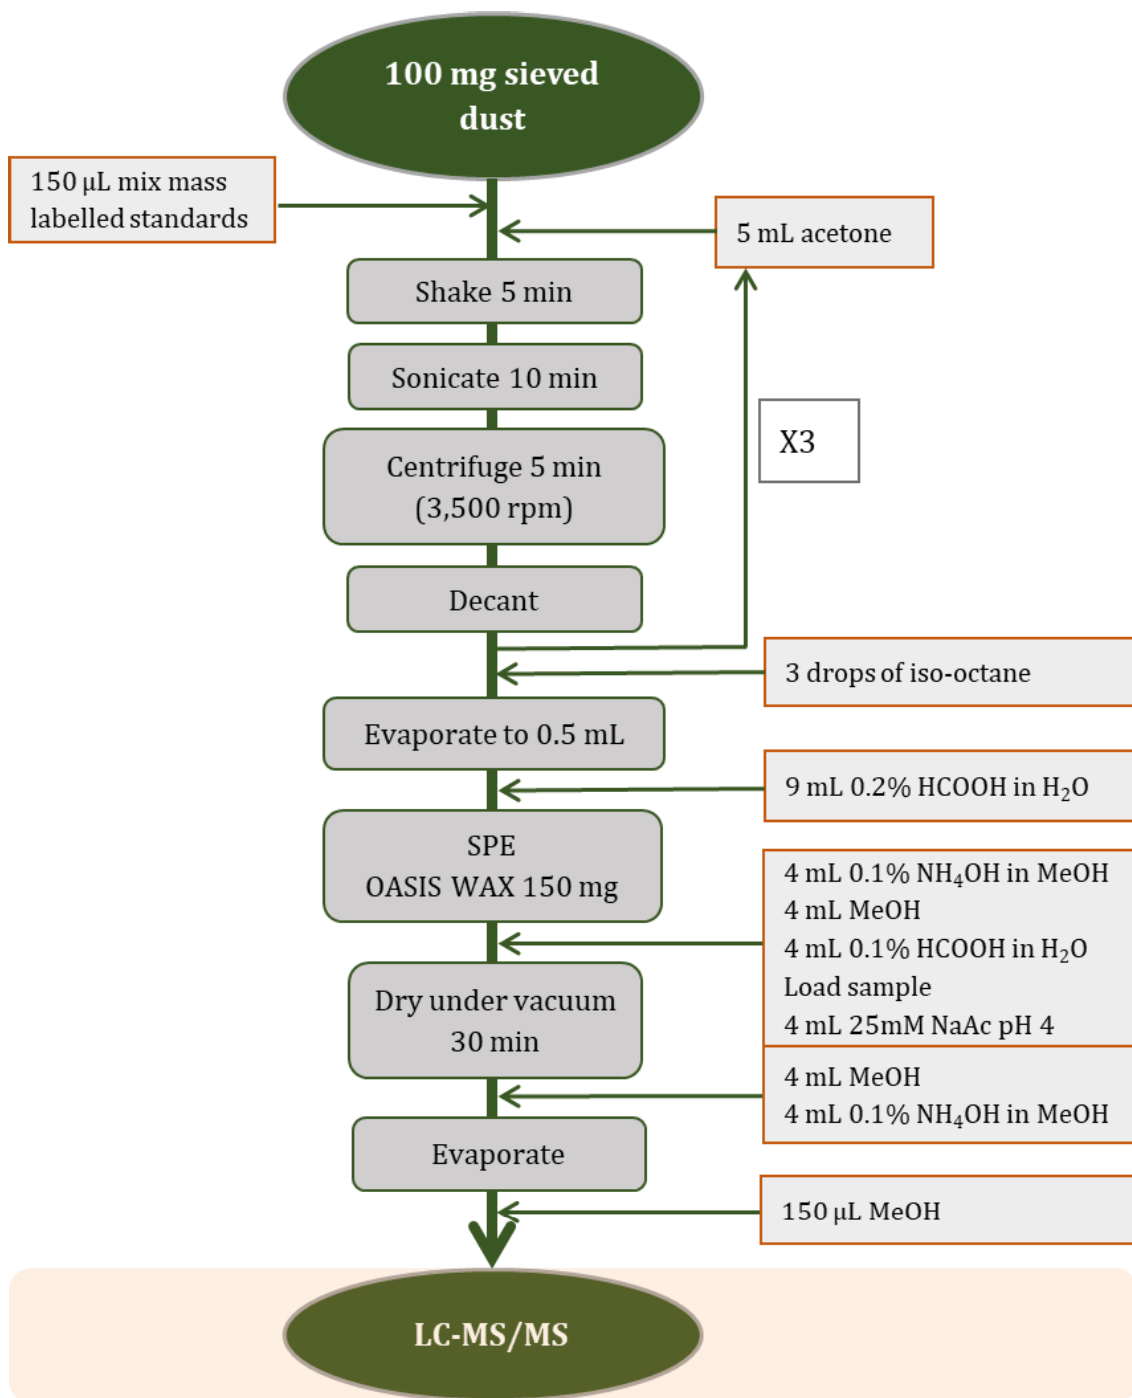 100 mg sieved
dust
150 µL mix mass
labelled standards
5 mL acetone
Shake 5 min
Sonicate 10 min
X3
Centrifuge 5 min
(3,500 rpm)
Decant
3 drops of iso-octane
Evaporate to 0.5 mL
9 mL 0.2% HCOOH in H₂O
SPE
OASIS WAX 150 mg
4 mL 0.1% NH₄OH in MeOH
4 mL MeOH
4 mL 0.1% HCOOH in H₂O
Load sample
4 mL 25mM NaAc pH 4
Dry under vacuum
30 min
4 mL MeOH
4 mL 0.1% NH₄OH in MeOH
Evaporate
150 µL MeOH
LC-MS/MS